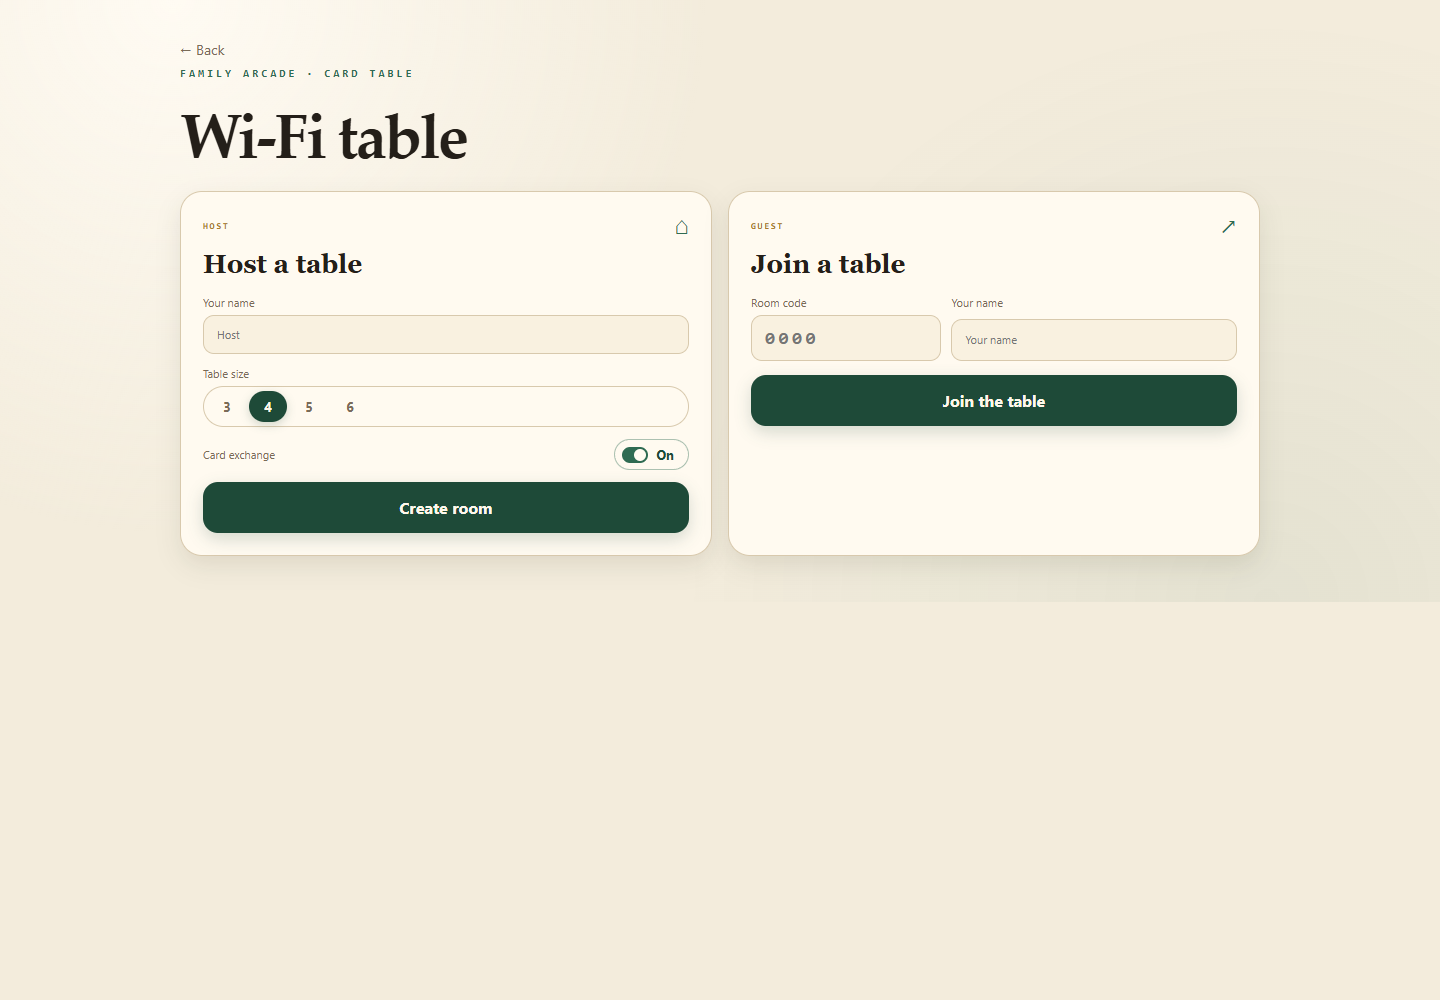 ← Back
FAMILY ARCADE · CARD TABLE
Wi-Fi table
HOST
Host a table
Your name
Host
Table size
3 4 5 6
Card exchange
On
Create room
GUEST
Join a table
Room code
Your name
0000
Your name
Join the table